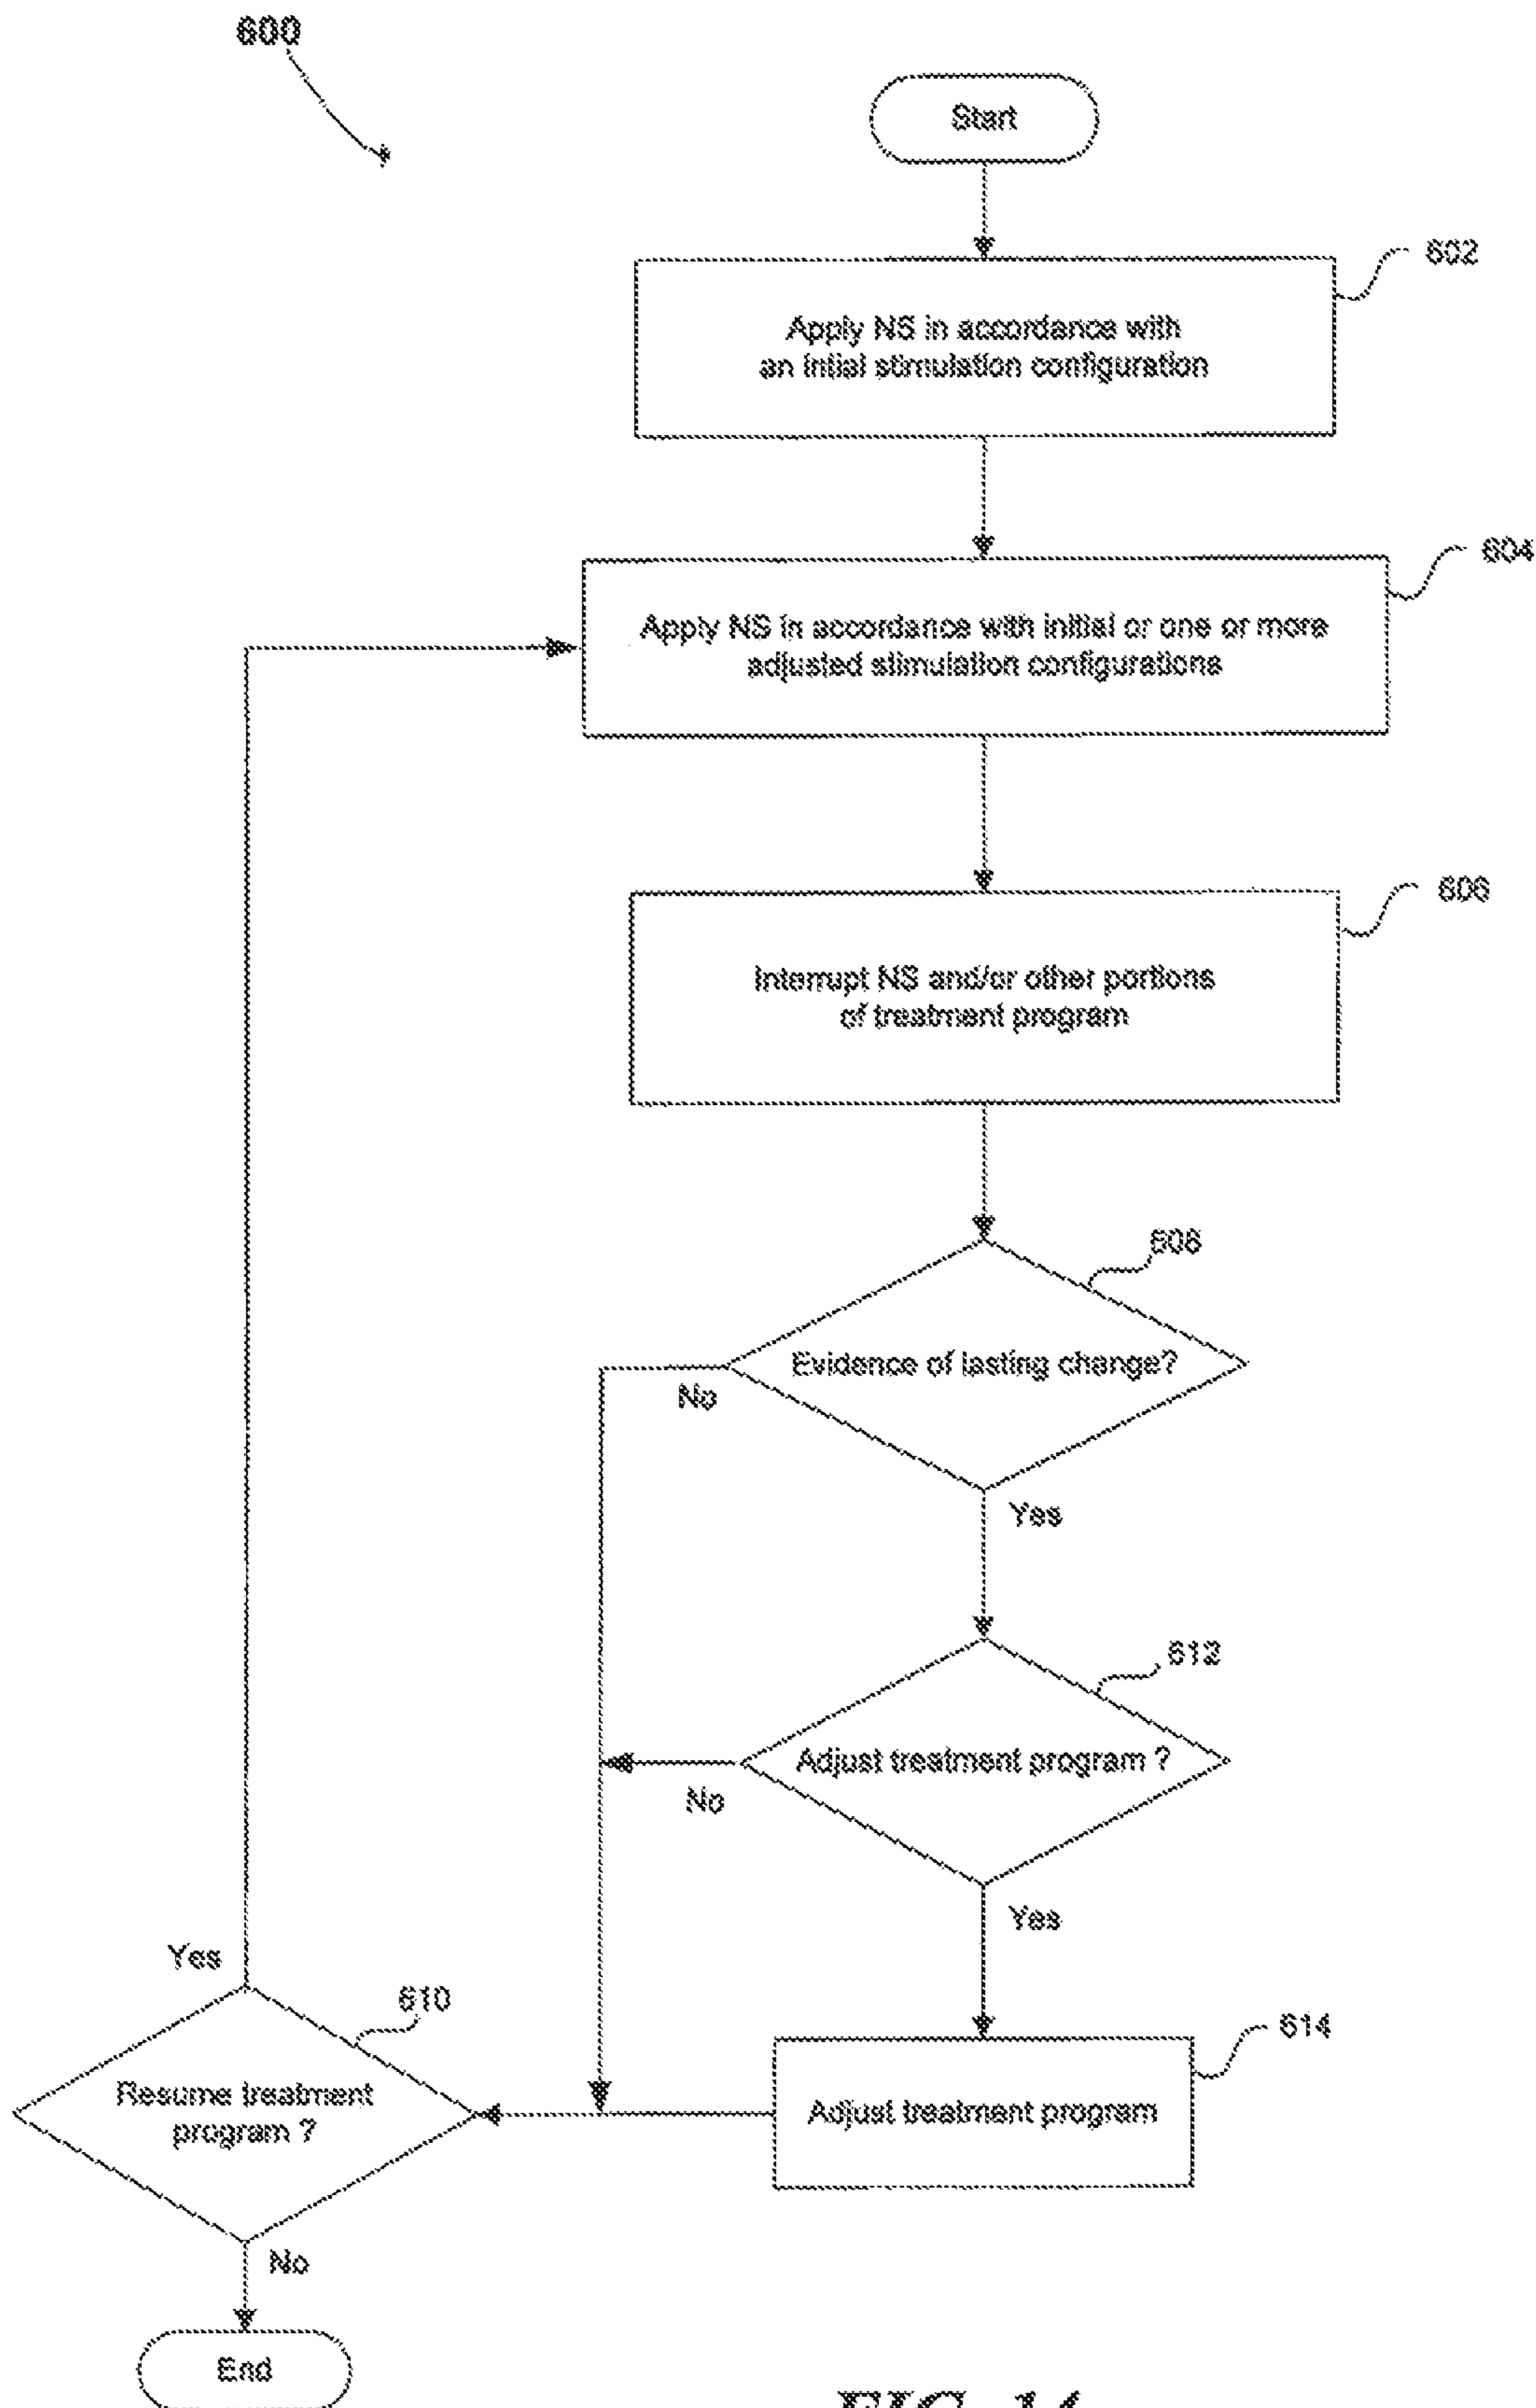 600
Start
602
Apply NS in accordance with
an intial stimulation configuration
604
Apply NS in accordance with initial or one or more
adjusted stimulation configurations
606
Interrupt NS and/or other portions
of treatment program
608
Evidence of lasting change?
No
Yes
612
Adjust treatment program ?
No
Yes
Yes
610
614
Resume treatment
program ?
Adjust treatment program
No
End